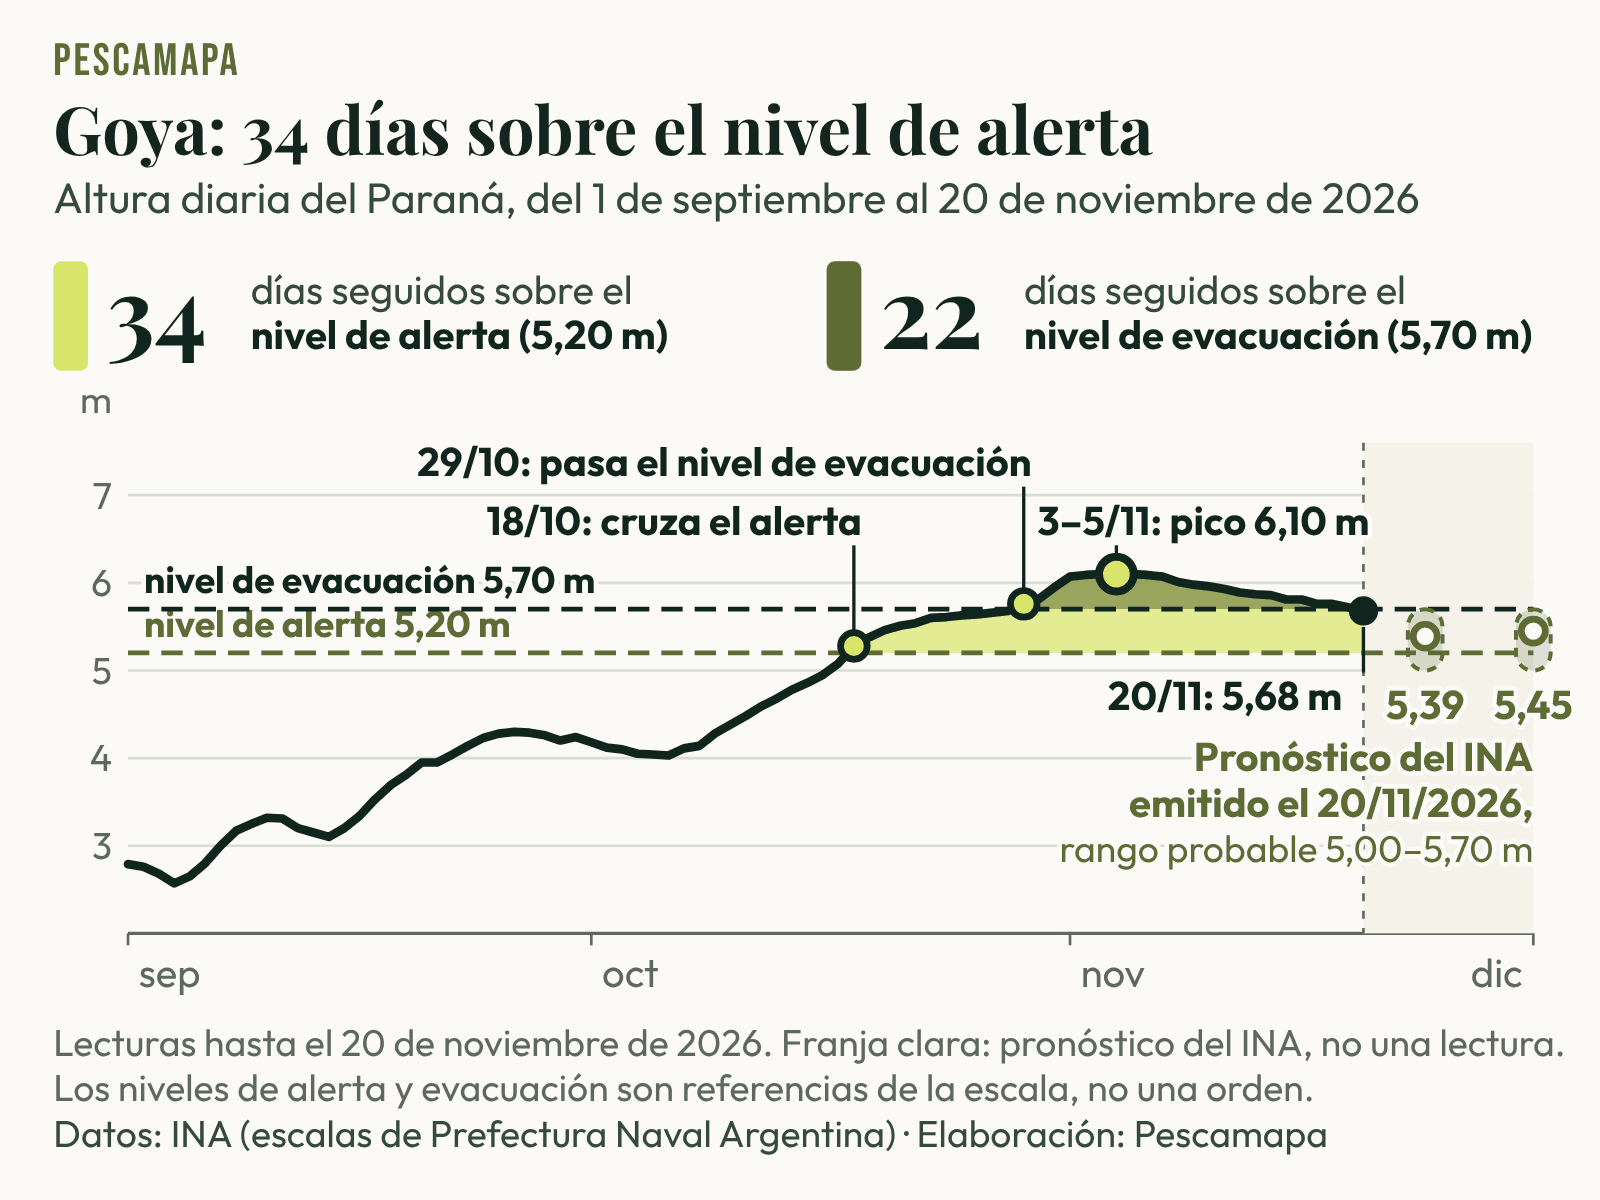 PESCAMAPA
Goya: 34 días sobre el nivel de alerta
Altura diaria del Paraná, del 1 de septiembre al 20 de noviembre de 2026
34
días seguidos sobre el
nivel de alerta (5,20 m)
22
días seguidos sobre el
nivel de evacuación (5,70 m)
m
29/10: pasa el nivel de evacuación
7
18/10: cruza el alerta
3–5/11: pico 6,10 m
6
nivel de evacuación 5,70 m
nivel de alerta 5,20 m
5
20/11: 5,68 m
5,39
5,45
4
Pronóstico del INA
emitido el 20/11/2026,
3
rango probable 5,00–5,70 m
sep
oct
nov
dic
Lecturas hasta el 20 de noviembre de 2026. Franja clara: pronóstico del INA, no una lectura.
Los niveles de alerta y evacuación son referencias de la escala, no una orden.
Datos: INA (escalas de Prefectura Naval Argentina) · Elaboración: Pescamapa